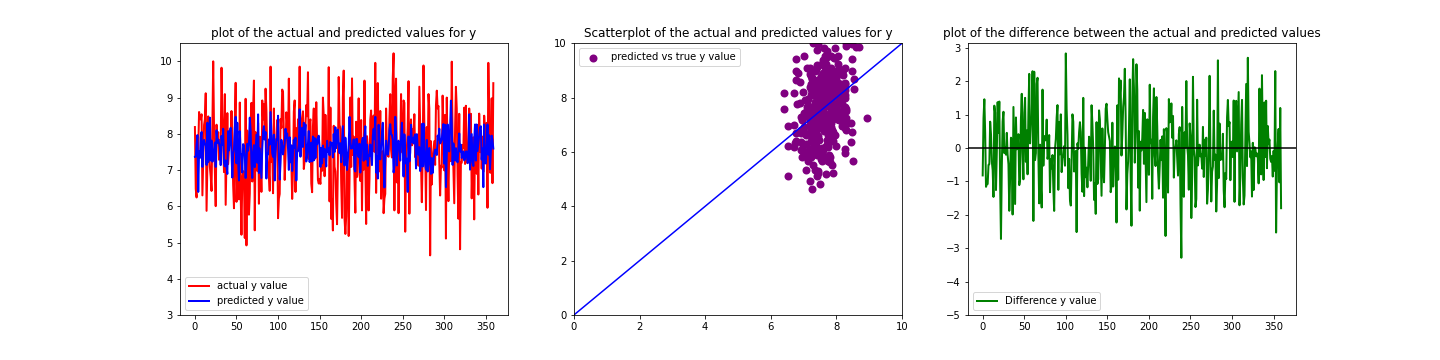 plot of the actual and predicted values for y
10
9
8
7
6
5
4
3
0 50 100 150 200 250 300 350
actual y value
predicted y value
Scatterplot of the actual and predicted values for y
10
8
6
4
2
0
0 2 4 6 8 10
predicted vs true y value
plot of the difference between the actual and predicted values
3
2
1
0
−1
−2
−3
−4
−5
0 50 100 150 200 250 300 350
Difference y value